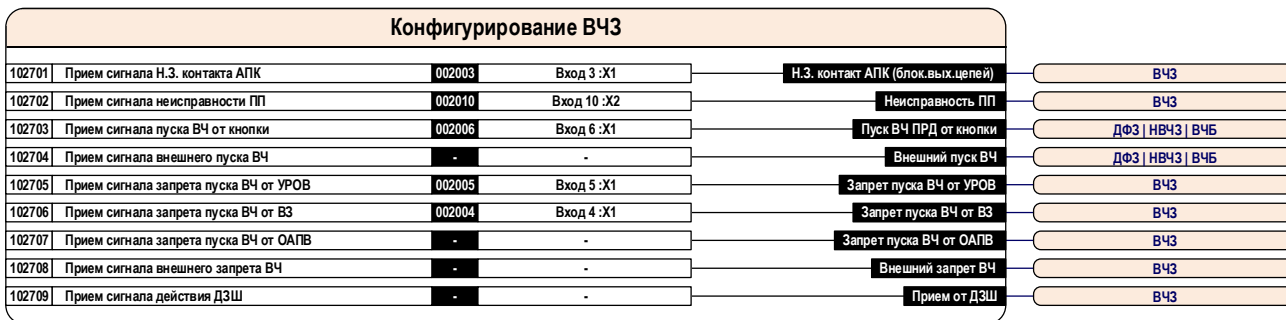 Конфигурирование ВЧЗ
102701 Прием сигнала Н.З. контакта АПК 002003 Вход 3 :X1 Н.З. контакт АПК (блок.вых.цепей) ВЧЗ
102702 Прием сигнала неисправности ПП 002010 Вход 10 :X2 Неисправность ПП ВЧЗ
102703 Прием сигнала пуска ВЧ от кнопки 002006 Вход 6 :X1 Пуск ВЧ ПРД от кнопки ДФЗ | НВЧЗ | ВЧБ
102704 Прием сигнала внешнего пуска ВЧ - - Внешний пуск ВЧ ДФЗ | НВЧЗ | ВЧБ
102705 Прием сигнала запрета пуска ВЧ от УРОВ 002005 Вход 5 :X1 Запрет пуска ВЧ от УРОВ ВЧЗ
102706 Прием сигнала запрета пуска ВЧ от ВЗ 002004 Вход 4 :X1 Запрет пуска ВЧ от ВЗ ВЧЗ
102707 Прием сигнала запрета пуска ВЧ от ОАПВ - - Запрет пуска ВЧ от ОАПВ ВЧЗ
102708 Прием сигнала внешнего запрета ВЧ - - Внешний запрет ВЧ ВЧЗ
102709 Прием сигнала действия ДЗШ - - Прием от ДЗШ ВЧЗ